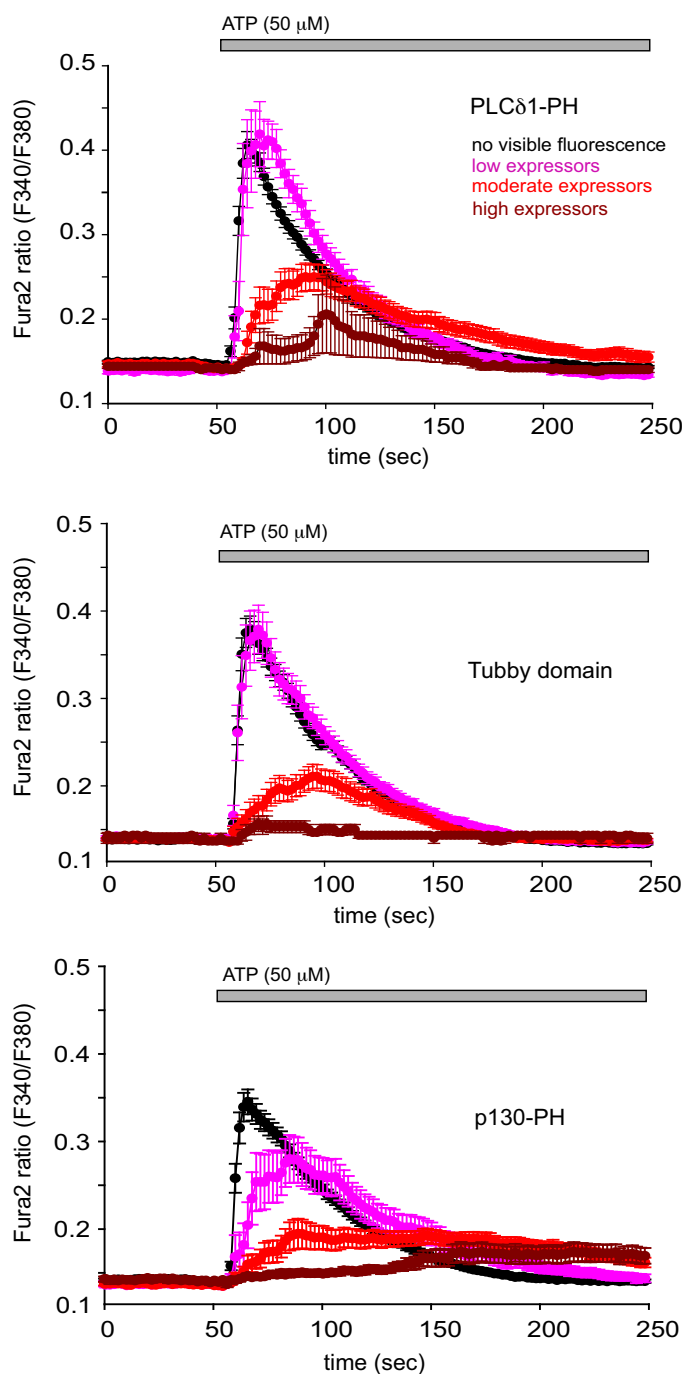 ATP (50 μM)
0.5
0.4
0.3
0.2
0.1
Fura2 ratio (F340/F380)
PLCδ1-PH
no visible fluorescence
low expressors
moderate expressors
high expressors
0 50 100 150 200 250
time (sec)
ATP (50 μM)
0.5
0.4
0.3
0.2
0.1
Fura2 ratio (F340/F380)
Tubby domain
0 50 100 150 200 250
time (sec)
ATP (50 μM)
0.5
0.4
0.3
0.2
0.1
Fura2 ratio (F340/F380)
p130-PH
0 50 100 150 200 250
time (sec)